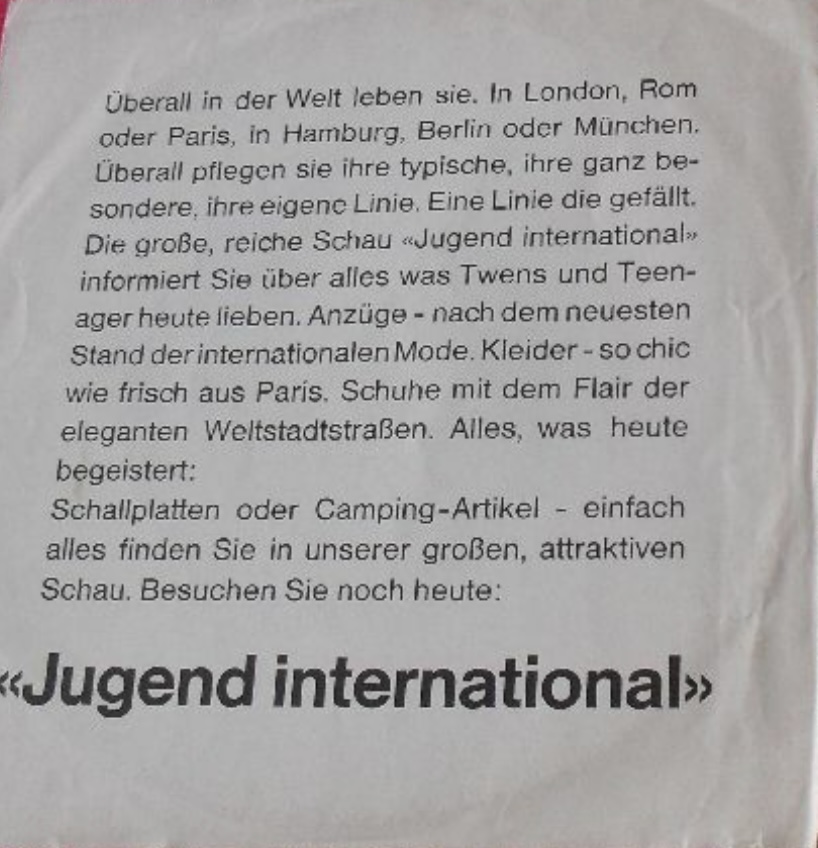 Überall in der Welt leben sie. In London, Rom
oder Paris, in Hamburg, Berlin oder München.
Überall pflegen sie ihre typische, ihre ganz be-
sondere, ihre eigene Linie. Eine Linie die gefällt.
Die große, reiche Schau «Jugend international»
informiert Sie über alles was Twens und Teen-
ager heute lieben. Anzüge - nach dem neuesten
Stand der internationalen Mode. Kleider - so chic
wie frisch aus Paris. Schuhe mit dem Flair der
eleganten Weltstadtstraßen. Alles, was heute
begeistert:
Schallplatten oder Camping-Artikel - einfach
alles finden Sie in unserer großen, attraktiven
Schau. Besuchen Sie noch heute:
«Jugend international»